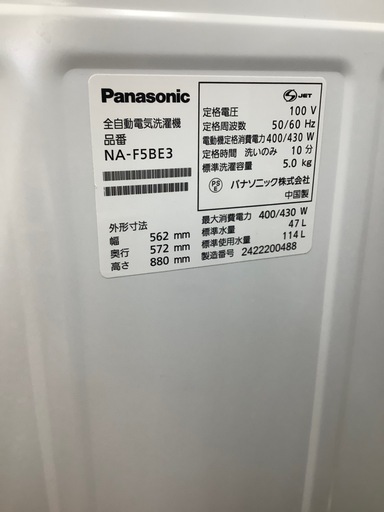 Panasonic
全自動電気洗濯機
品番
NA-F5BE3
外形寸法
幅 562 mm
奥行 572 mm
高さ 880 mm
S JET
定格電圧 100 V
定格周波数 50/60 Hz
電動機定格消費電力 400/430 W
定格時間 洗いのみ 10 分
標準洗濯容量 5.0 kg
PS E パナソニック株式会社
中国製
最大消費電力 400/430 W
標準水量 47 L
標準使用水量 114 L
製造番号 2422200488